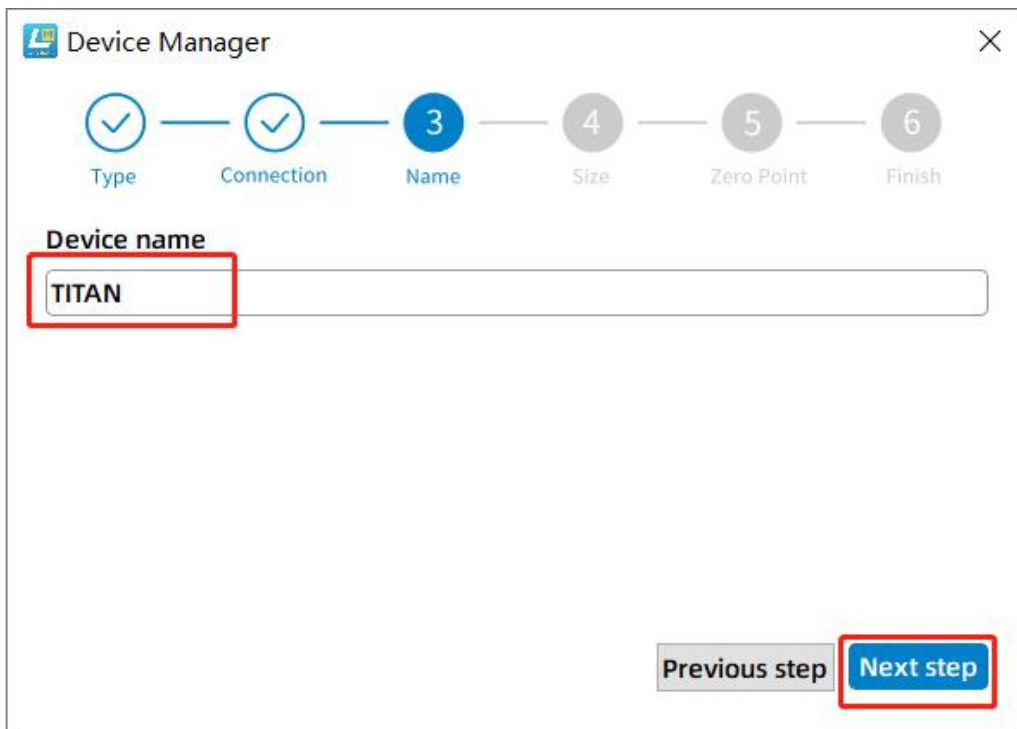 Device Manager
3 4 5 6
Type Connection Name Size Zero Point Finish
Device name
TITAN
Previous step Next step